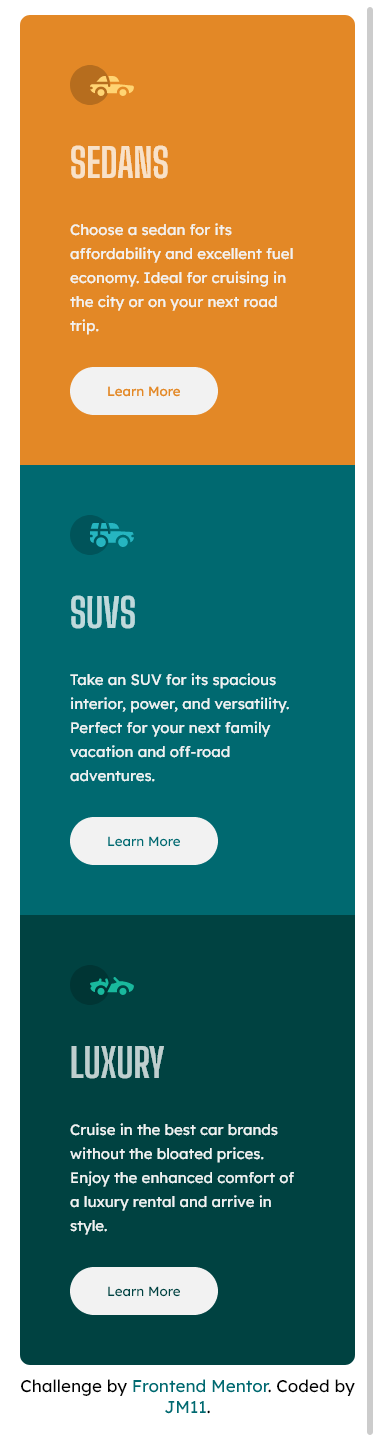 SEDANS
Choose a sedan for its
affordability and excellent fuel
economy. Ideal for cruising in
the city or on your next road
trip.
Learn More
SUVS
Take an SUV for its spacious
interior, power, and versatility.
Perfect for your next family
vacation and off-road
adventures.
Learn More
LUXURY
Cruise in the best car brands
without the bloated prices.
Enjoy the enhanced comfort of
a luxury rental and arrive in
style.
Learn More
Challenge by Frontend Mentor. Coded by
JM11.